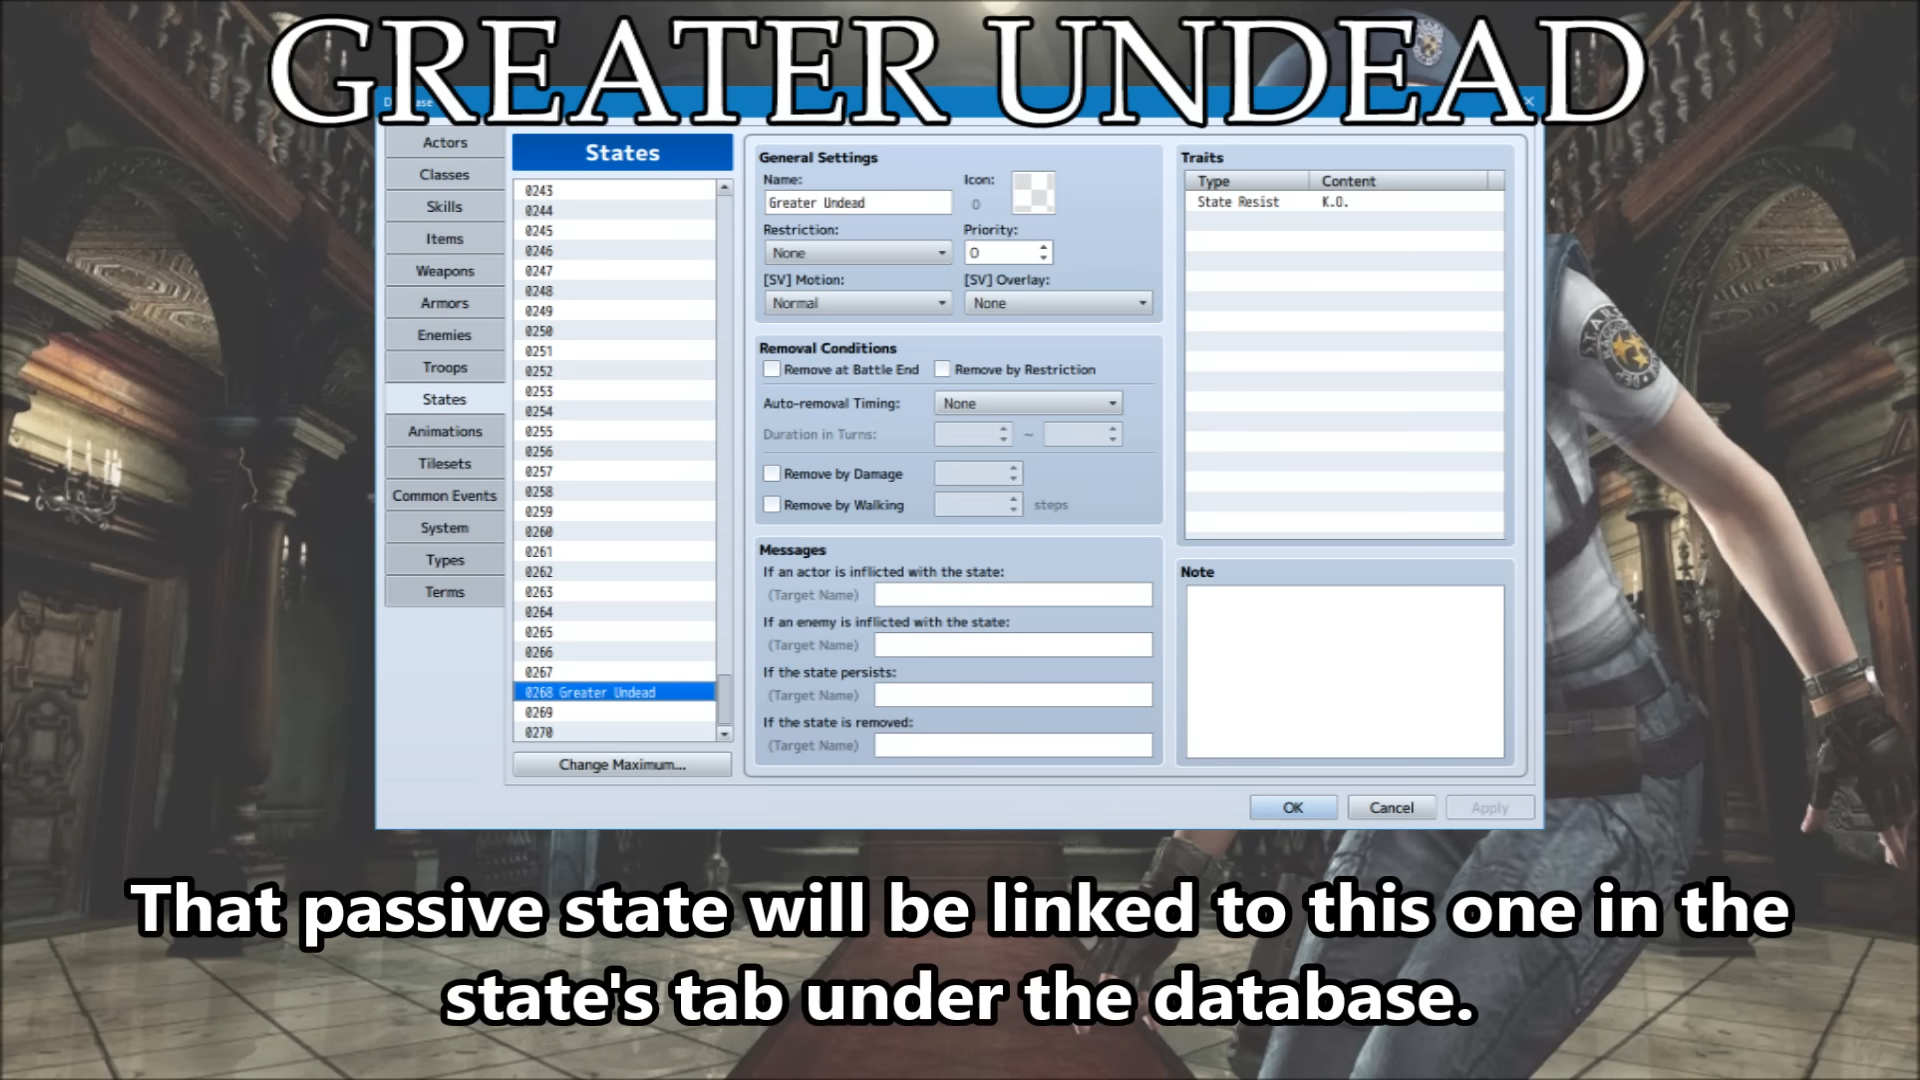 GREATER UNDEAD
Actors
Classes
Skills
Items
Weapons
Armors
Enemies
Troops
States
Animations
Tilesets
Common Events
System
Types
Terms
States
0243
0244
0245
0246
0247
0248
0249
0250
0251
0252
0253
0254
0255
0256
0257
0258
0259
0260
0261
0262
0263
0264
0265
0266
0267
0268 Greater Undead
0269
0270
Change Maximum...
General Settings
Name: Icon:
Greater Undead 0
Restriction: Priority:
None 0
[SV] Motion: [SV] Overlay:
Normal None
Removal Conditions
Remove at Battle End Remove by Restriction
Auto-removal Timing: None
Duration in Turns: ~
Remove by Damage
Remove by Walking steps
Messages
If an actor is inflicted with the state:
(Target Name)
If an enemy is inflicted with the state:
(Target Name)
If the state persists:
(Target Name)
If the state is removed:
(Target Name)
Traits
Type Content
State Resist K.O.
Note
OK Cancel Apply
That passive state will be linked to this one in the
state's tab under the database.